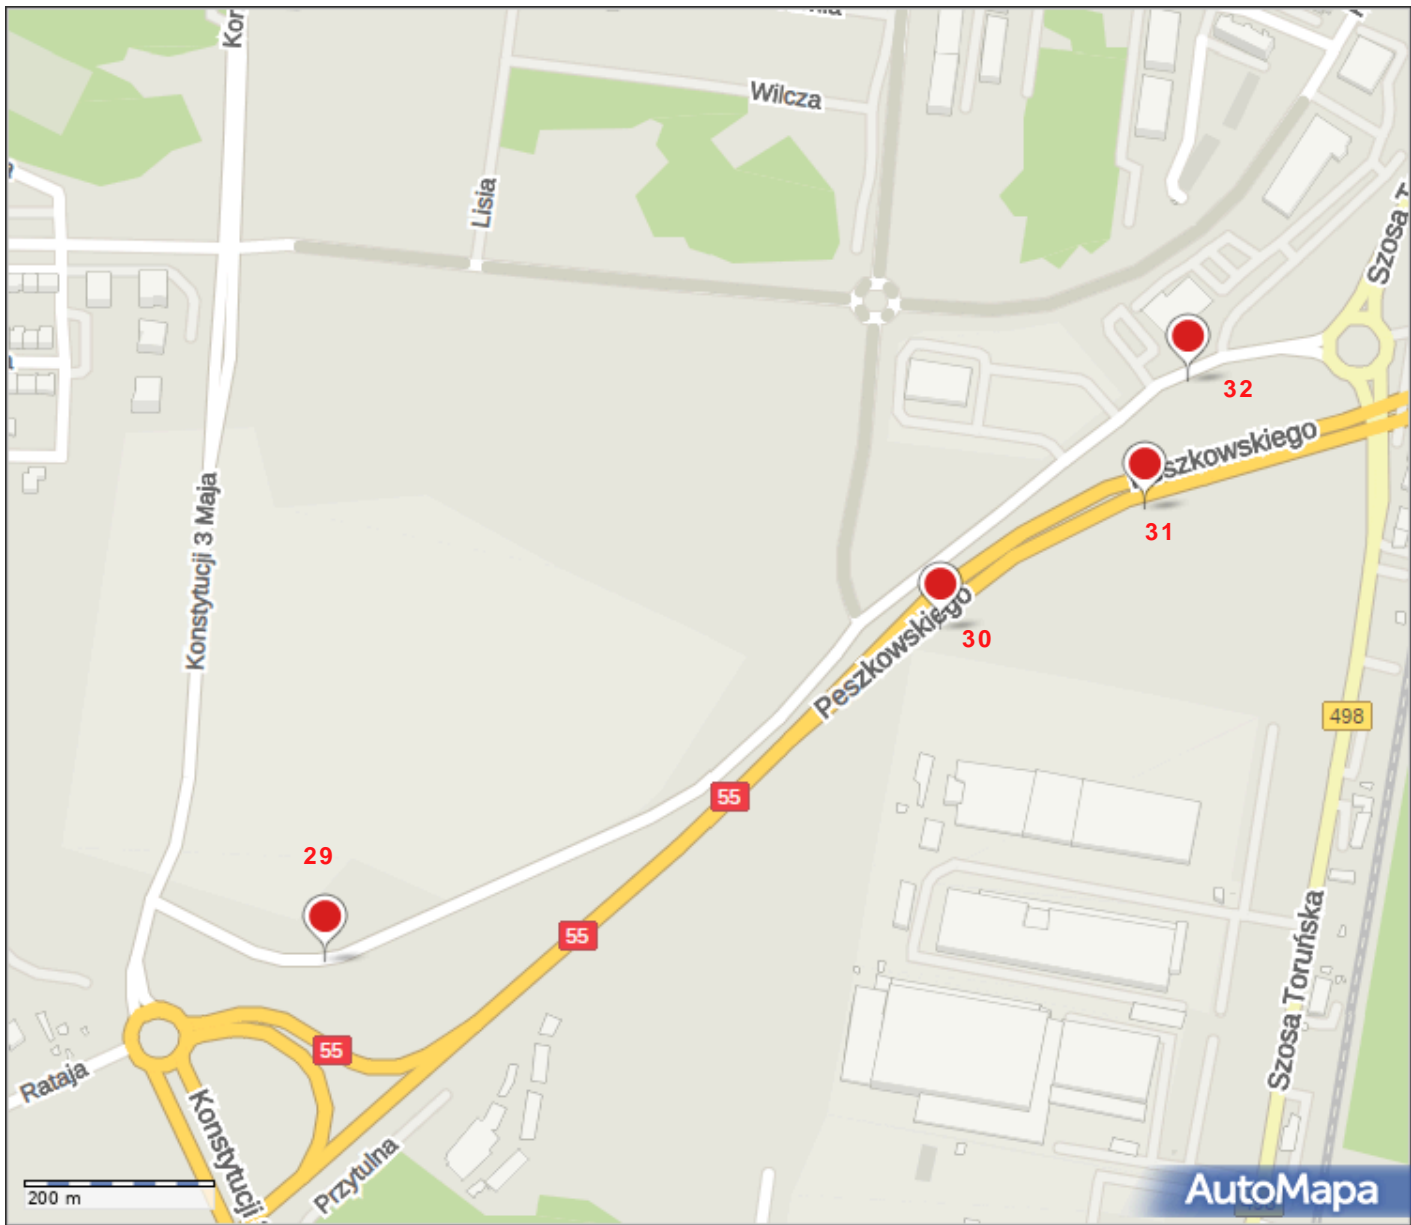 Kor
Wilcza
Lisia
Szosa T
32
Peszkowskiego
31
Konstytucji 3 Maja
30
Peszkowskiego
498
55
29
55
Szosa Toruńska
55
Rataja
Konstytucji
Przytulna
200 m
AutoMapa